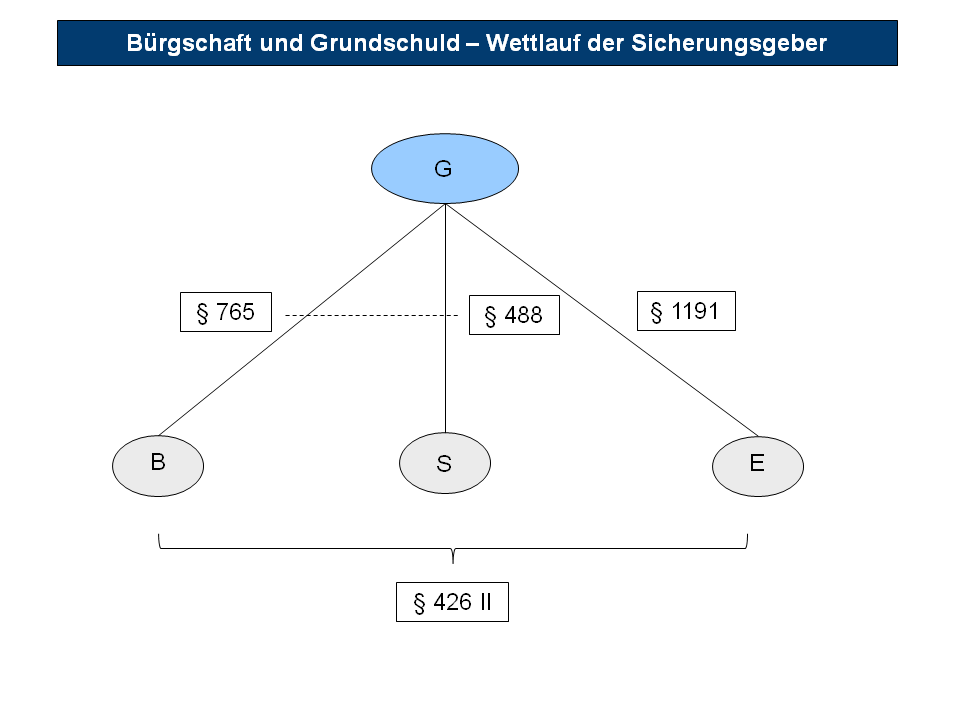 Bürgschaft und Grundschuld – Wettlauf der Sicherungsgeber
G
§ 765
§ 488
§ 1191
B
S
E
§ 426 II